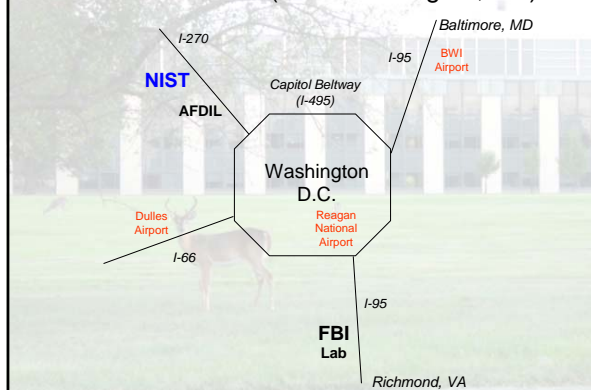 Baltimore, MD
I-270
I-95
BWI
Airport
NIST
AFDIL
Capitol Beltway
(I-495)
Washington
D.C.
Dulles
Airport
Reagan
National
Airport
I-66
I-95
FBI
Lab
Richmond, VA